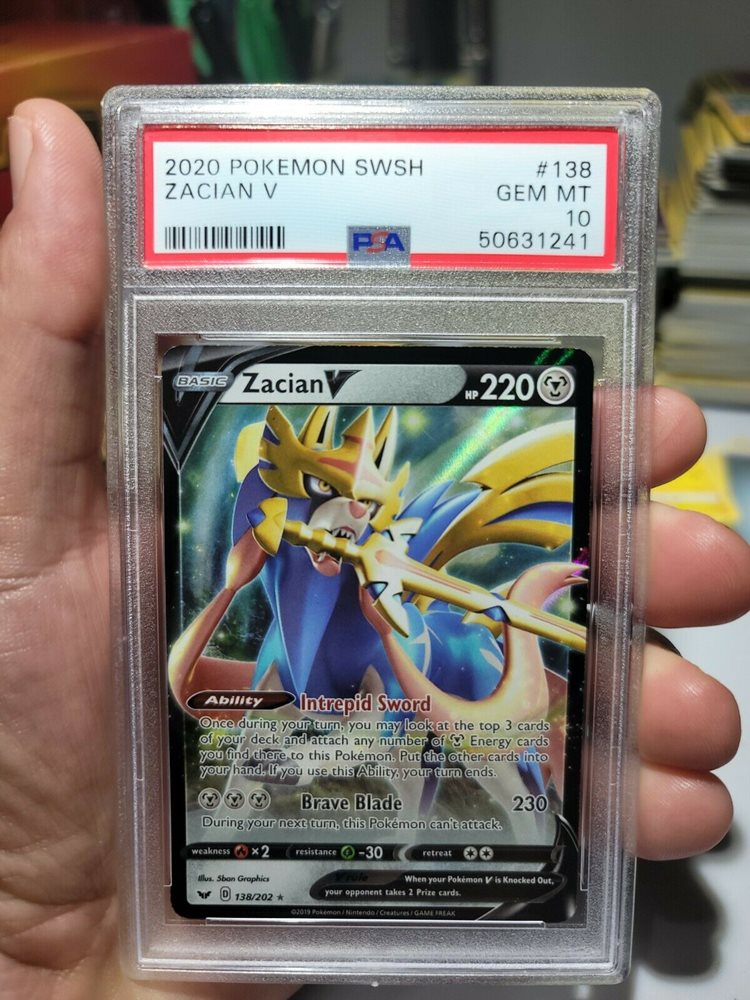 2020 POKEMON SWSH #138
ZACIAN V GEM MT
10
PSA 50631241
BASIC Zacian V HP 220
Ability Intrepid Sword
Once during your turn, you may look at the top 3 cards
of your deck and attach any number of Energy cards
you find there to this Pokémon. Put the other cards into
your hand. If you use this Ability, your turn ends.
Brave Blade 230
During your next turn, this Pokémon can't attack.
weakness ×2 resistance -30 retreat
Illus. 5ban Graphics
V rule When your Pokémon V is Knocked Out,
your opponent takes 2 Prize cards.
D 138/202 ★
©2019 Pokémon / Nintendo / Creatures / GAME FREAK